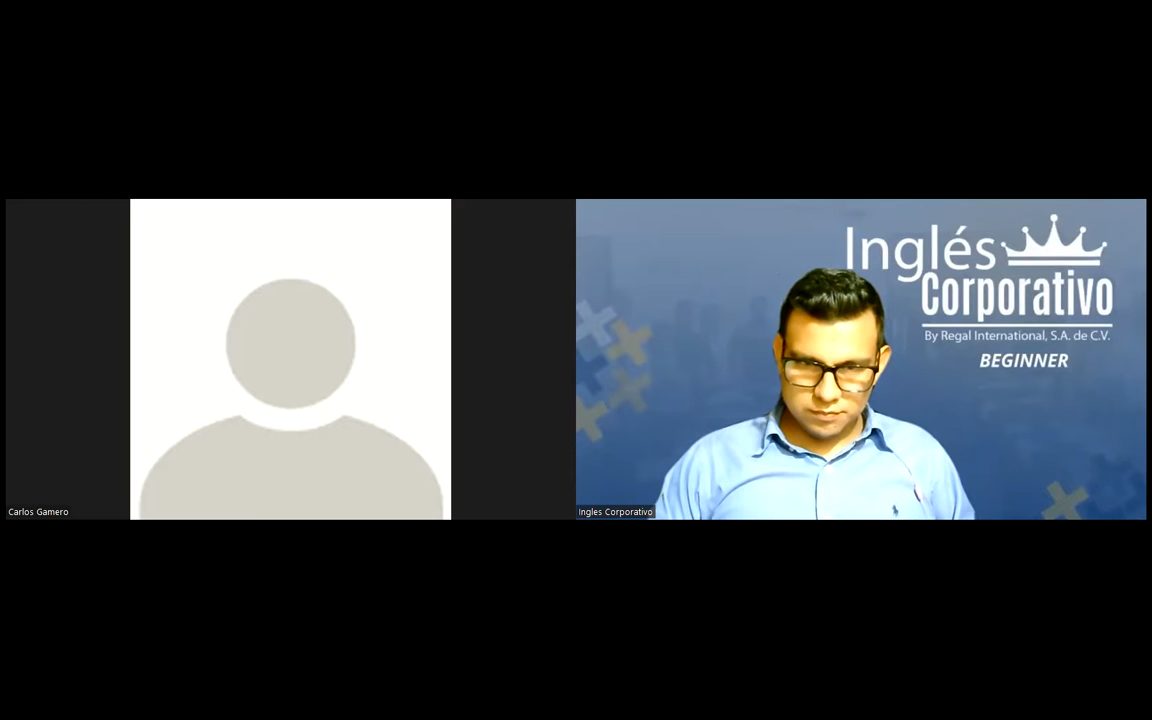 Inglés
Corporativo
By Regal International, S.A. de C.V.
BEGINNER
Carlos Gamero
Ingles Corporativo